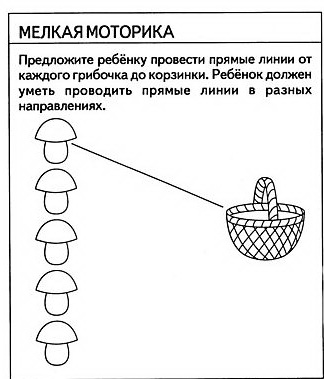 МЕЛКАЯ МОТОРИКА
Предложите ребёнку провести прямые линии от
каждого грибочка до корзинки. Ребёнок должен
уметь проводить прямые линии в разных
направлениях.